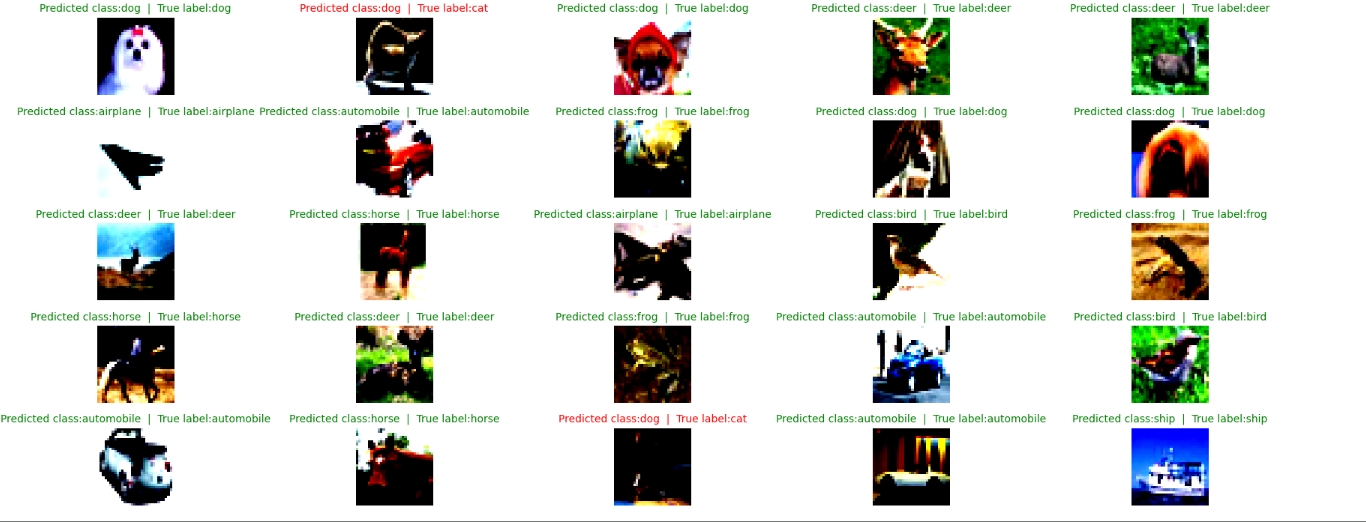 Predicted class:dog | True label:dog
Predicted class:dog | True label:cat
Predicted class:dog | True label:dog
Predicted class:deer | True label:deer
Predicted class:deer | True label:deer
Predicted class:airplane | True label:airplane
Predicted class:automobile | True label:automobile
Predicted class:frog | True label:frog
Predicted class:dog | True label:dog
Predicted class:dog | True label:dog
Predicted class:deer | True label:deer
Predicted class:horse | True label:horse
Predicted class:airplane | True label:airplane
Predicted class:bird | True label:bird
Predicted class:frog | True label:frog
Predicted class:horse | True label:horse
Predicted class:deer | True label:deer
Predicted class:frog | True label:frog
Predicted class:automobile | True label:automobile
Predicted class:bird | True label:bird
Predicted class:automobile | True label:automobile
Predicted class:horse | True label:horse
Predicted class:dog | True label:cat
Predicted class:automobile | True label:automobile
Predicted class:ship | True label:ship